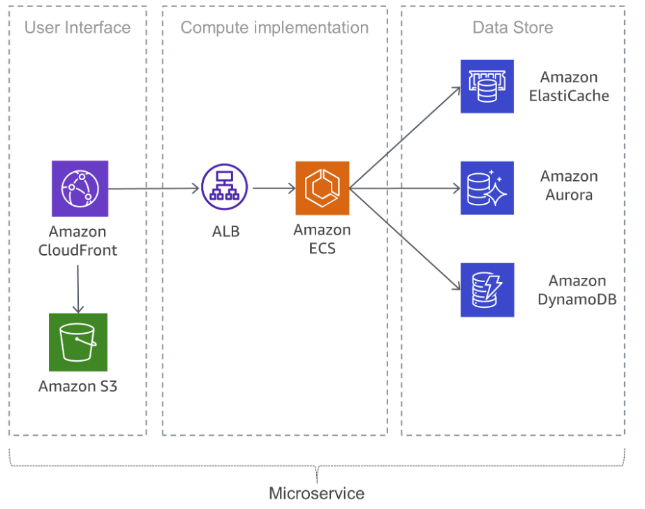 User Interface
Compute implementation
Data Store
Amazon
ElastiCache
Amazon
Aurora
Amazon
CloudFront
ALB
Amazon
ECS
Amazon
DynamoDB
Amazon S3
Microservice